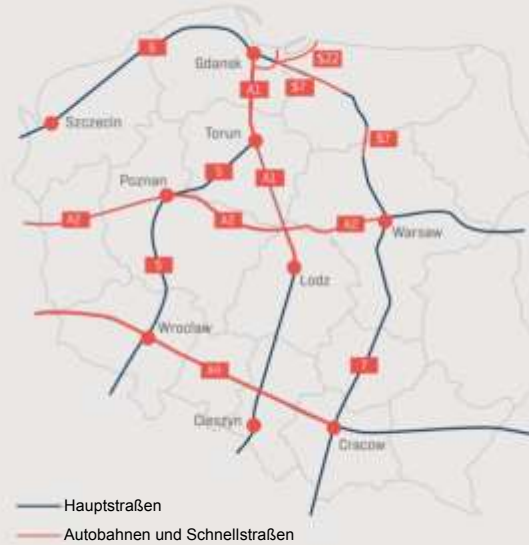 6
Gdansk
S22
S7
A1
Szczecin
Torun
S7
5
A1
Poznan
A2
A2
A2
Warsaw
5
Lodz
Wroclaw
A4
7
Cieszyn
Cracow
Hauptstraßen
Autobahnen und Schnellstraßen